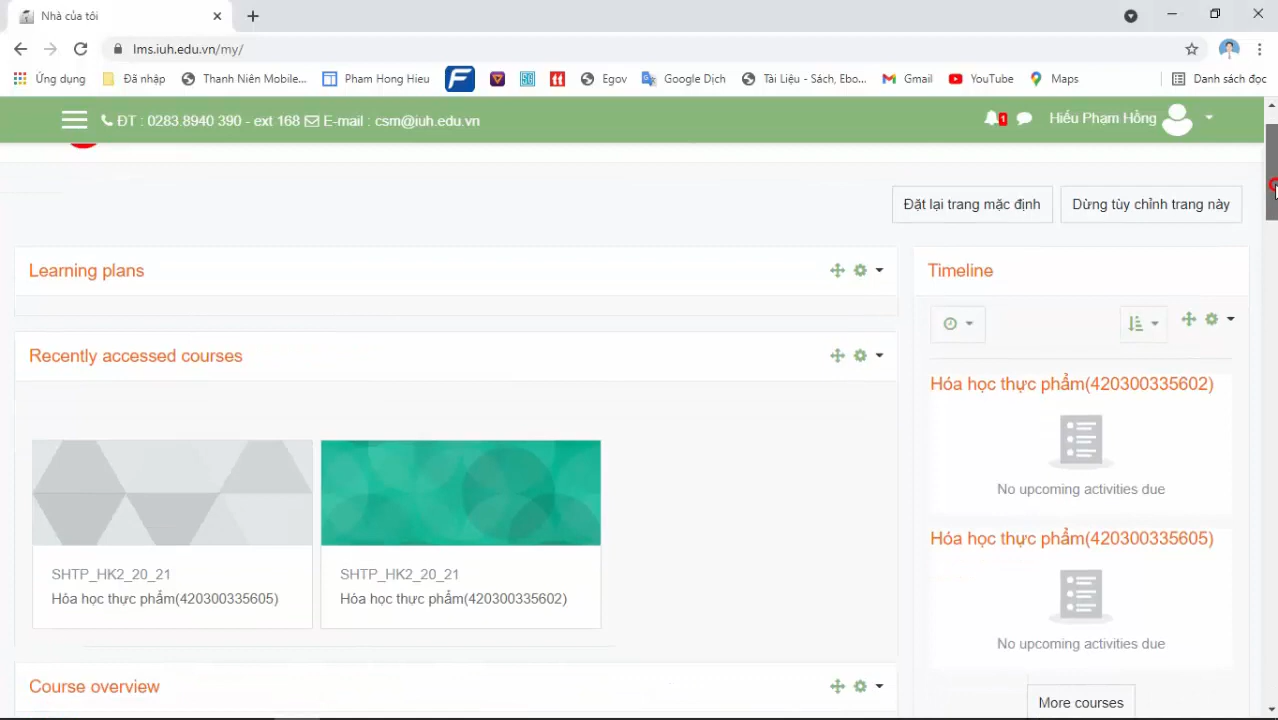 Nhà của tôi
lms.iuh.edu.vn/my/
Ứng dụng Đã nhập Thanh Niên Mobile... Pham Hong Hieu Egov Google Dịch Tài Liệu - Sách, Ebo... Gmail YouTube Maps Danh sách đọc
ĐT : 0283 8940 390 - ext 168 E-mail : csm@iuh.edu.vn 1 Hiếu Phạm Hồng
Đặt lại trang mặc định Dừng tùy chỉnh trang này
Learning plans
Timeline
Recently accessed courses
Hóa học thực phẩm(420300335602)
No upcoming activities due
Hóa học thực phẩm(420300335605)
SHTP_HK2_20_21 SHTP_HK2_20_21
Hóa học thực phẩm(420300335605) Hóa học thực phẩm(420300335602)
No upcoming activities due
Course overview
More courses